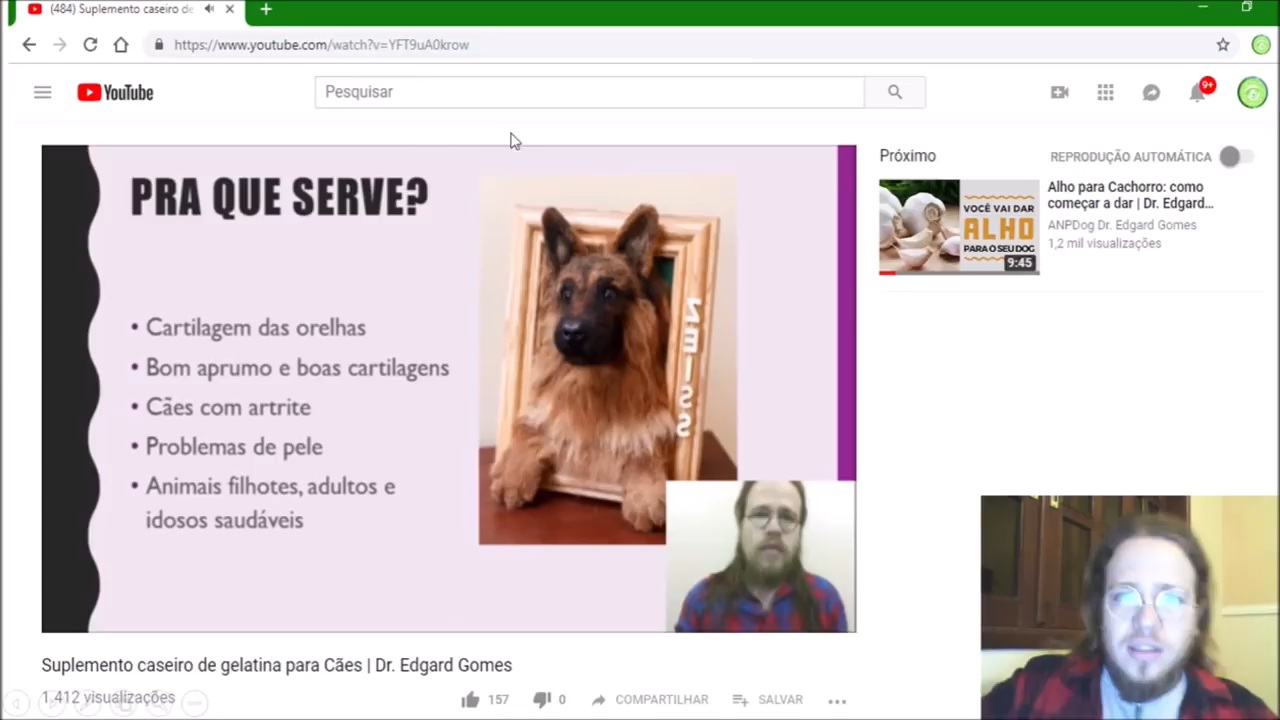 (484) Suplemento caseiro de
https://www.youtube.com/watch?v=YFT9uA0krow
YouTube
Pesquisar
9+
PRA QUE SERVE?
• Cartilagem das orelhas
• Bom aprumo e boas cartilagens
• Cães com artrite
• Problemas de pele
• Animais filhotes, adultos e
idosos saudáveis
ZEISS
Próximo
REPRODUÇÃO AUTOMÁTICA
VOCÊ VAI DAR
ALHO
PARA O SEU DOG
9:45
Alho para Cachorro: como
começar a dar | Dr. Edgard...
ANPDog Dr. Edgard Gomes
1,2 mil visualizações
Suplemento caseiro de gelatina para Cães | Dr. Edgard Gomes
1.412 visualizações
157
0
COMPARTILHAR
SALVAR